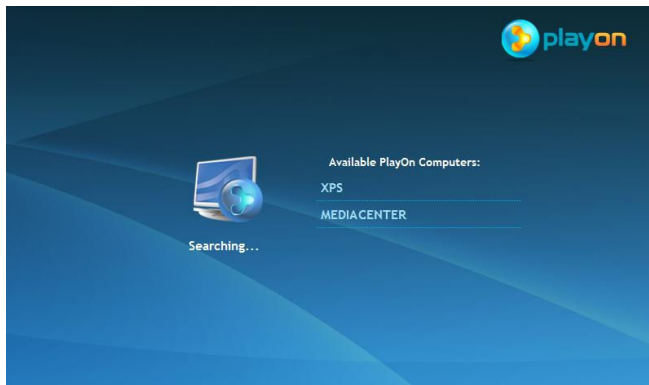 playon
Available PlayOn Computers:
XPS
MEDIACENTER
Searching...